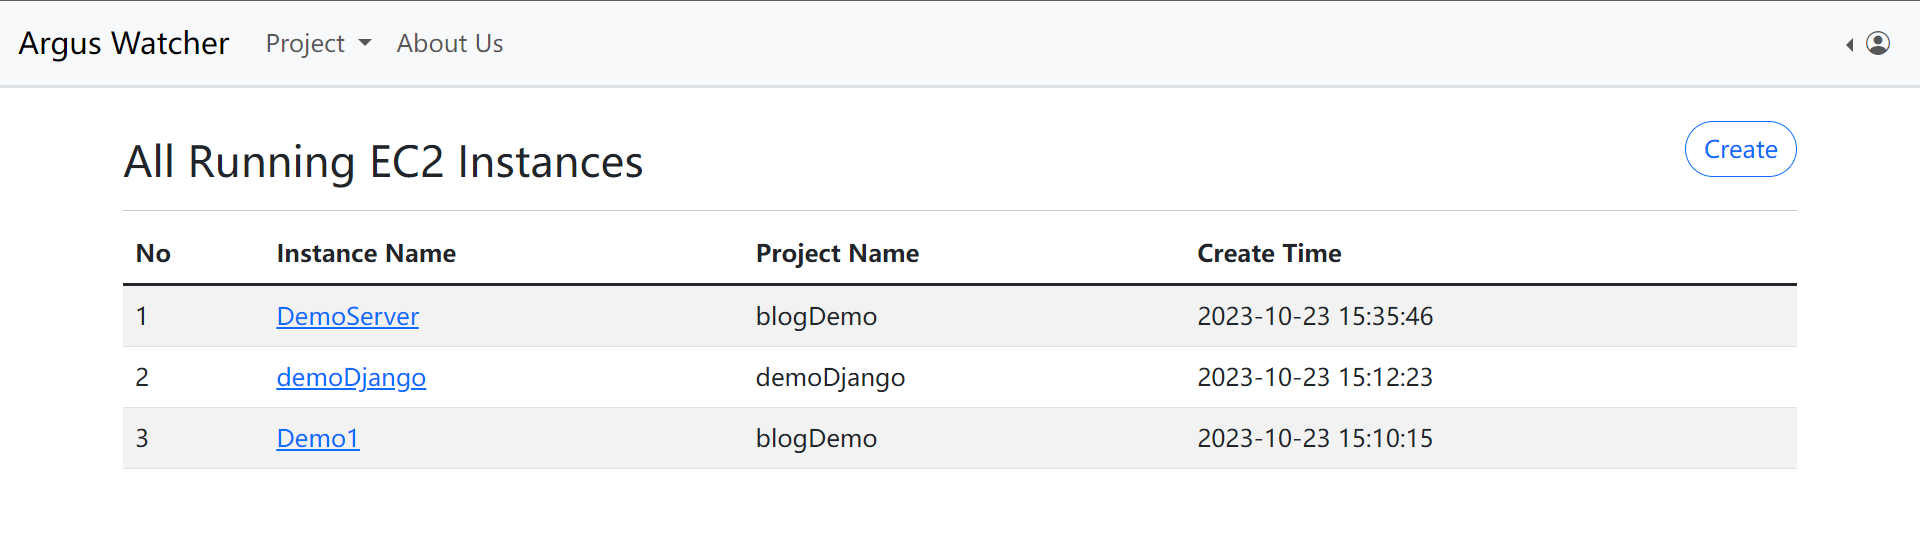 Argus Watcher Project About Us
All Running EC2 Instances
Create
No Instance Name Project Name Create Time
1 DemoServer blogDemo 2023-10-23 15:35:46
2 demoDjango demoDjango 2023-10-23 15:12:23
3 Demo1 blogDemo 2023-10-23 15:10:15